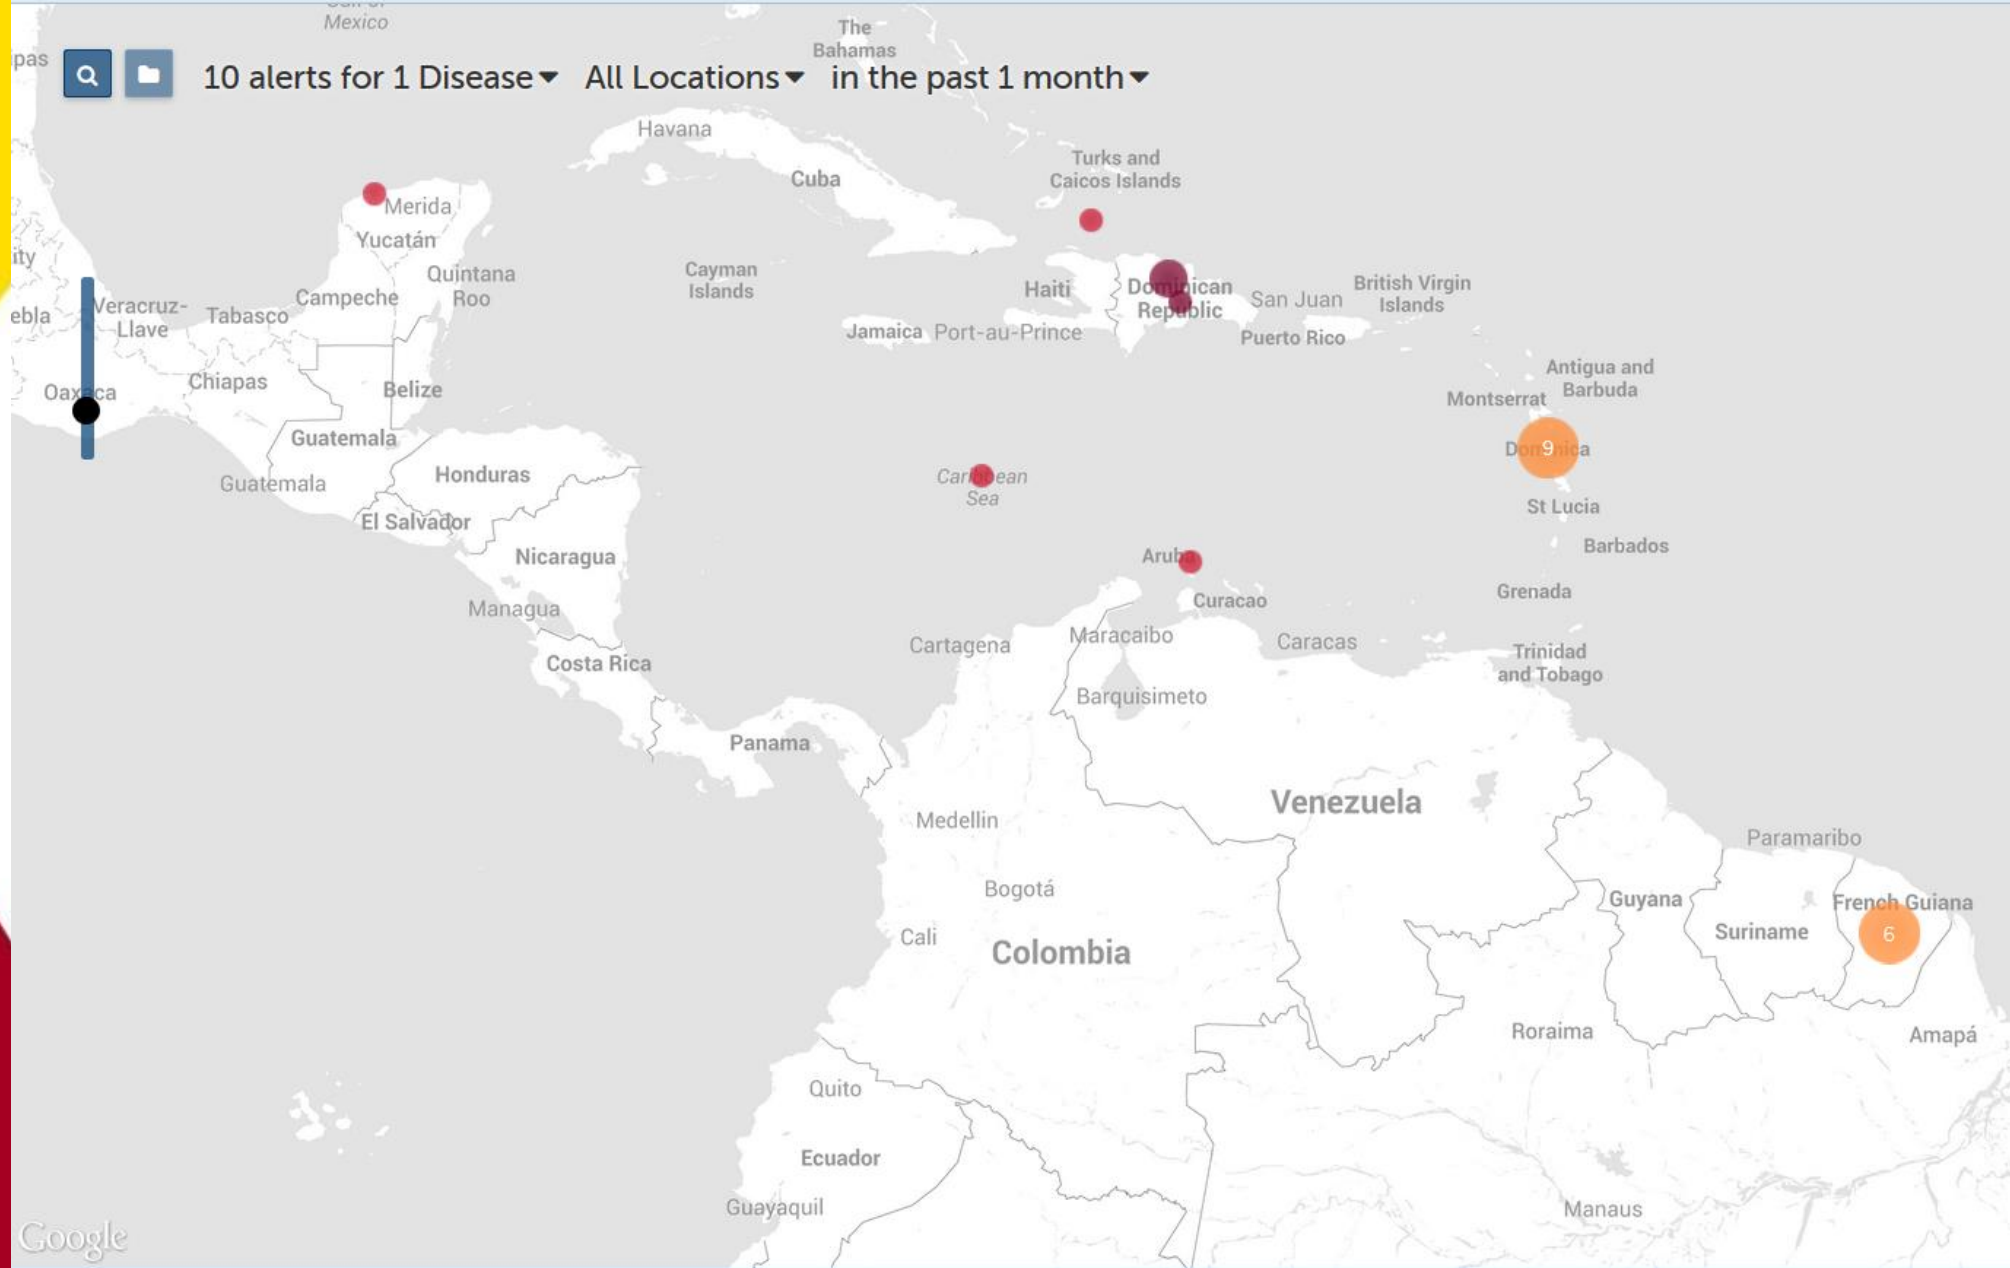 Mexico
The
Bahamas
pas
10 alerts for 1 Disease All Locations in the past 1 month
Havana
Turks and
Caicos Islands
Cuba
Merida
Yucatán
ity
Quintana
Roo
Cayman
Islands
Haiti
Dominican
Republic
San Juan
British Virgin
Islands
Campeche
ebla
Veracruz-
Llave
Tabasco
Jamaica
Port-au-Prince
Puerto Rico
Antigua and
Barbuda
Oaxaca
Chiapas
Belize
Montserrat
Guatemala
Dominica
9
Honduras
Guatemala
Caribbean
Sea
St Lucia
El Salvador
Nicaragua
Aruba
Barbados
Managua
Curacao
Grenada
Cartagena
Maracaibo
Caracas
Trinidad
and Tobago
Costa Rica
Barquisimeto
Panama
Venezuela
Medellin
Paramaribo
Bogotá
Guyana
French Guiana
Cali
Colombia
Suriname
6
Roraima
Amapá
Quito
Ecuador
Guayaquil
Manaus
Google